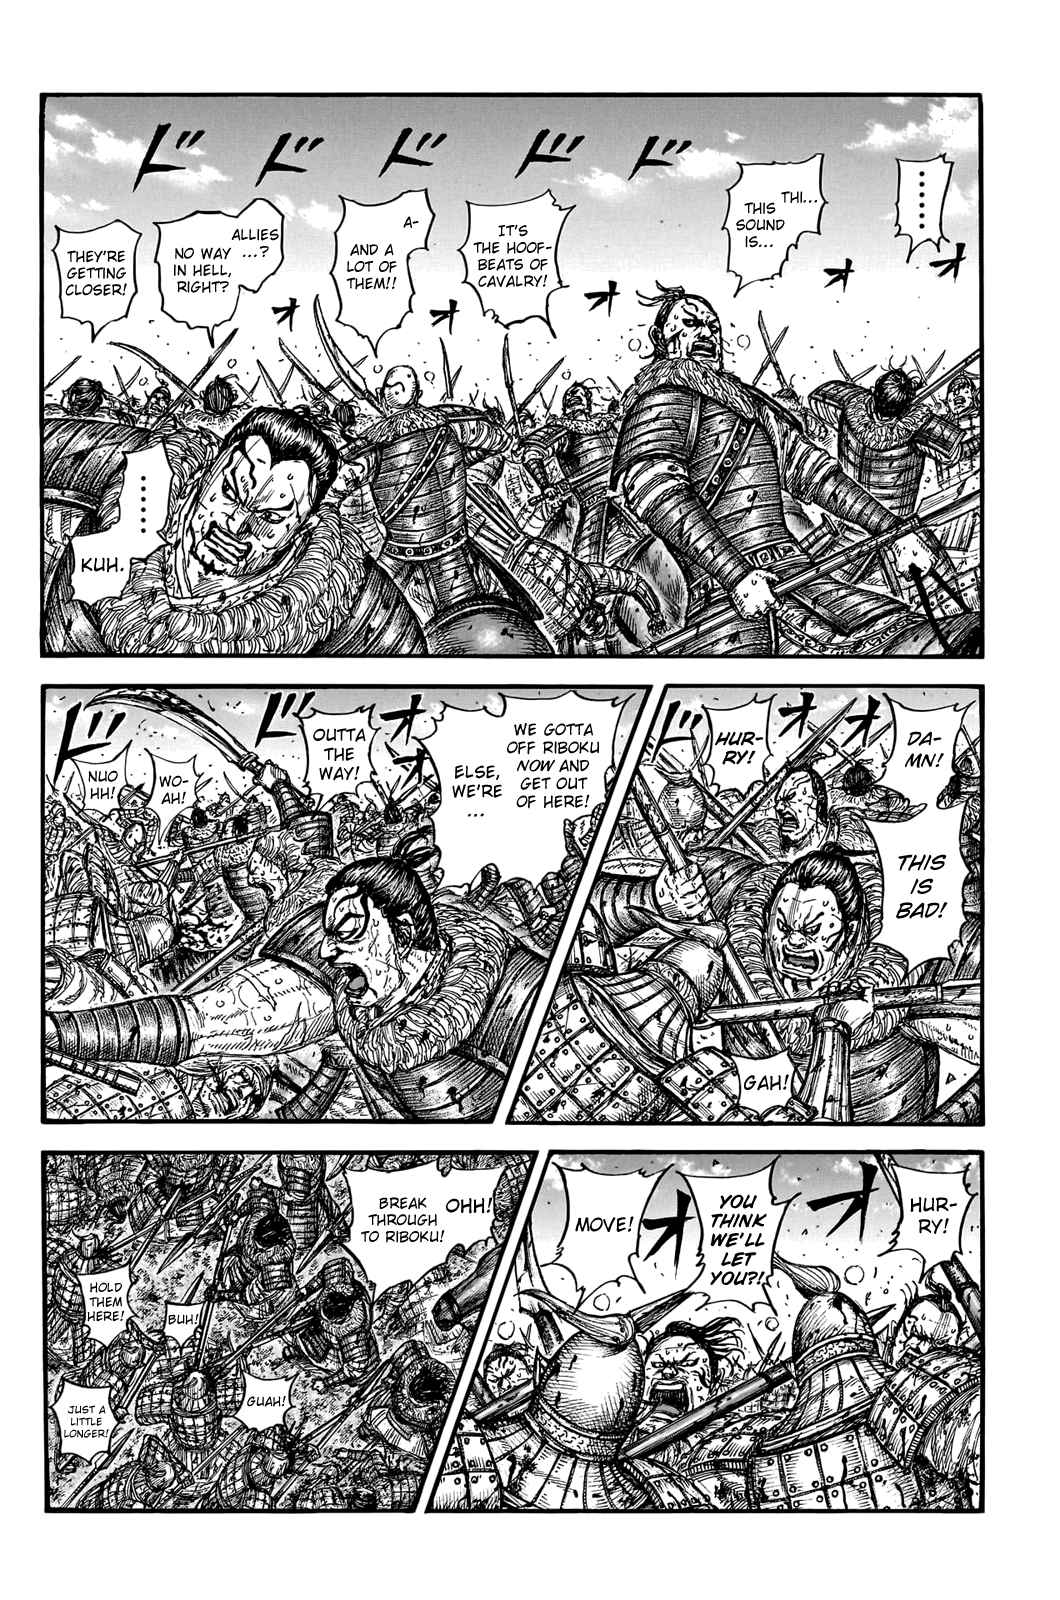 ......
THI...
THIS
SOUND
IS...
IT'S
THE HOOF-
BEATS OF
CAVALRY!
A-
AND A
LOT OF
THEM!!
ALLIES
...?
NO WAY
IN HELL,
RIGHT?
THEY'RE
GETTING
CLOSER!
ド ド ド ド ド
オ オ オ オ オ
......
KUH.
DA-
MN!
HUR-
RY!
オ オ
THIS
IS
BAD!
GAH!
WE GOTTA
OFF RIBOKU
NOW AND
GET OUT
OF HERE!
ELSE,
WE'RE
...
OUTTA
THE
WAY!
WO-
AH!
NUO
HH!
ド ド オ オ
HUR-
RY!
YOU
THINK
WE'LL
LET
YOU?!
MOVE!
オ オ
OHH!
BREAK
THROUGH
TO RIBOKU!
HOLD
THEM
HERE!
BUH!
GUAH!
JUST A
LITTLE
LONGER!